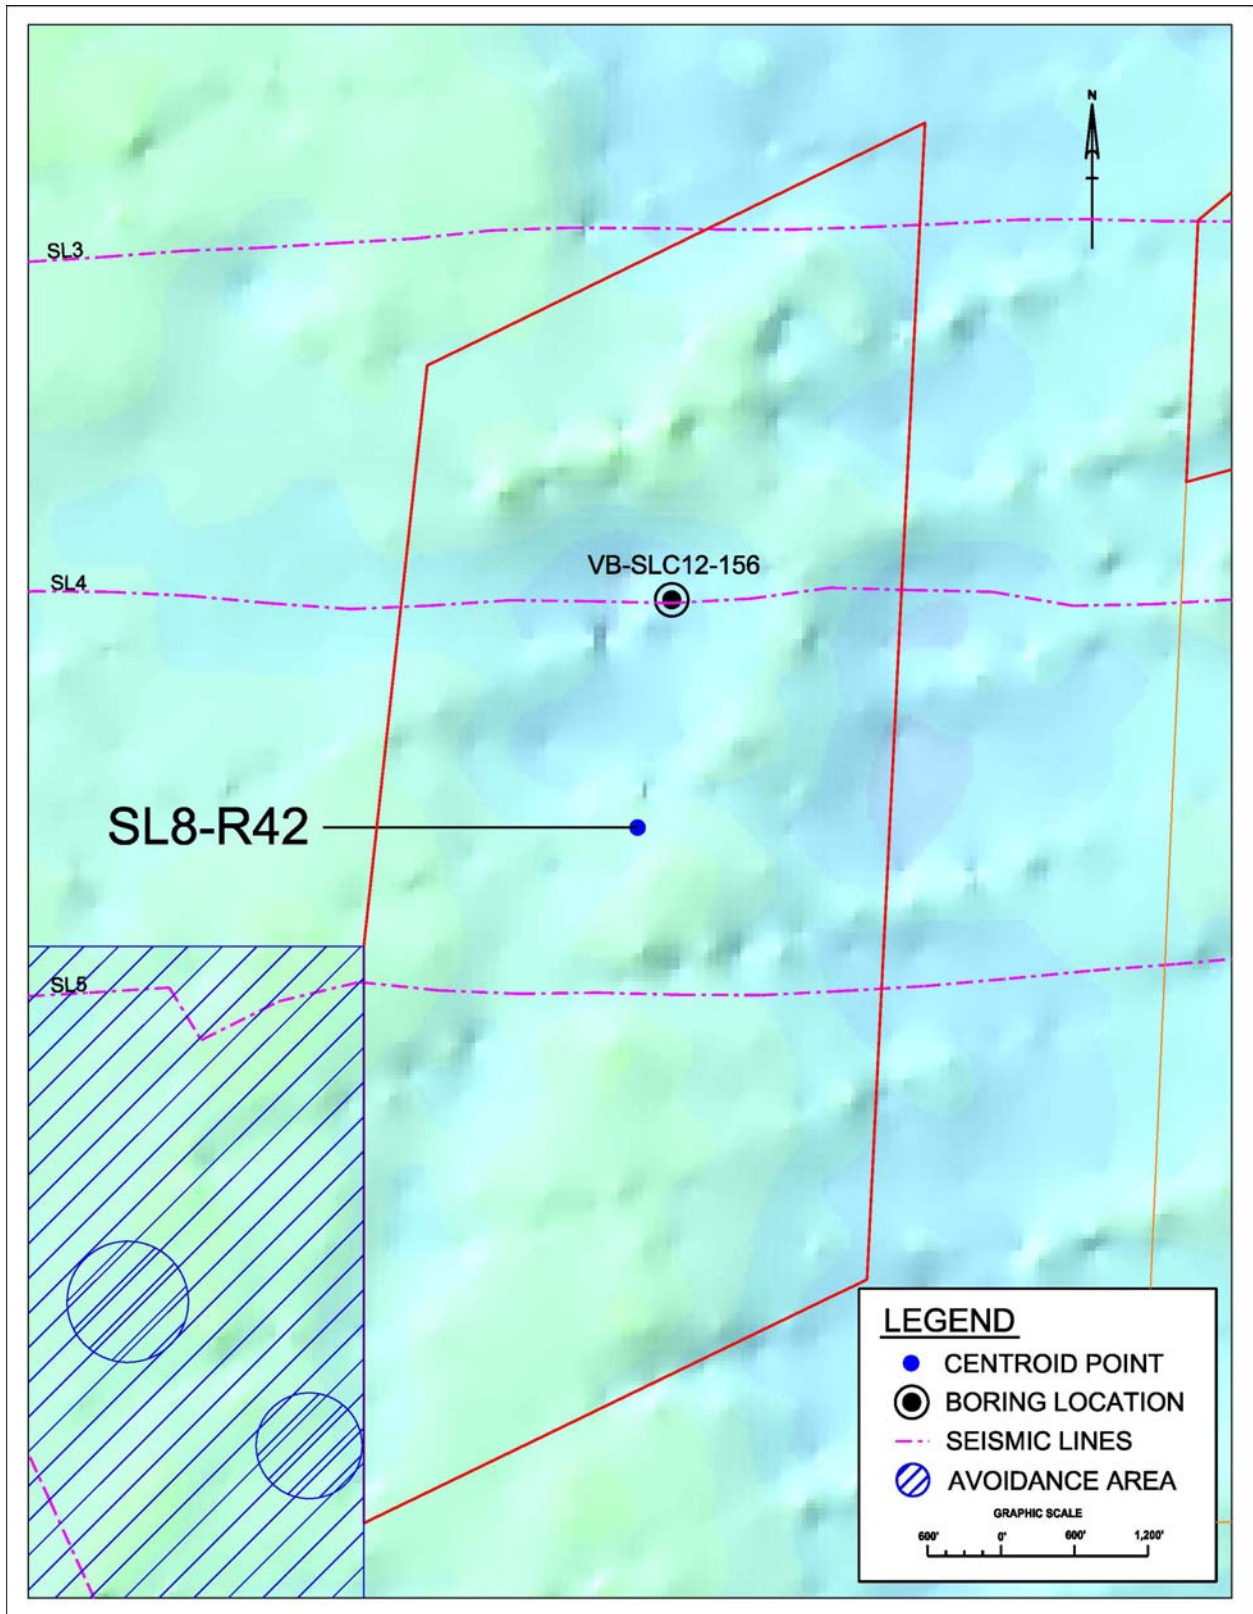 N
SL3
VB-SLC12-156
SL4
SL8-R42
SL5
LEGEND
CENTROID POINT
BORING LOCATION
SEISMIC LINES
AVOIDANCE AREA
GRAPHIC SCALE
600' 0' 600' 1,200'